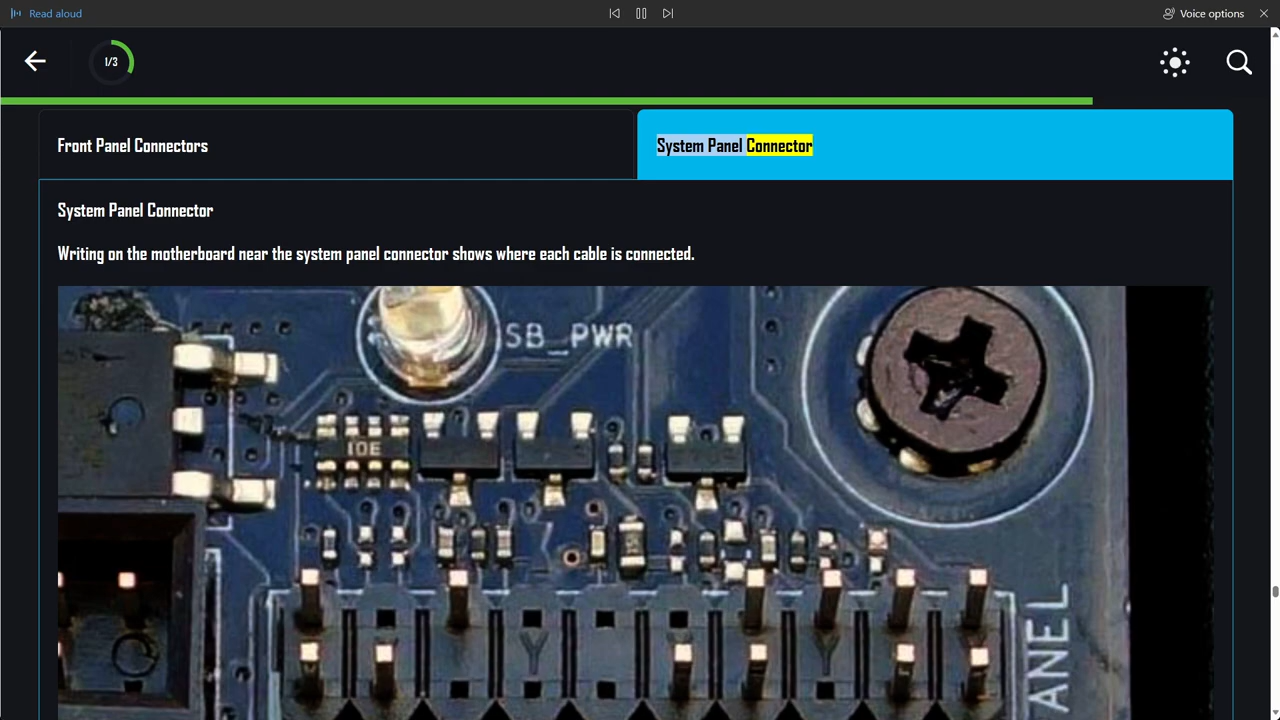 Read aloud
Voice options
1/3
Front Panel Connectors
System Panel Connector
System Panel Connector
Writing on the motherboard near the system panel connector shows where each cable is connected.
SB_PWR
10E
ANEL